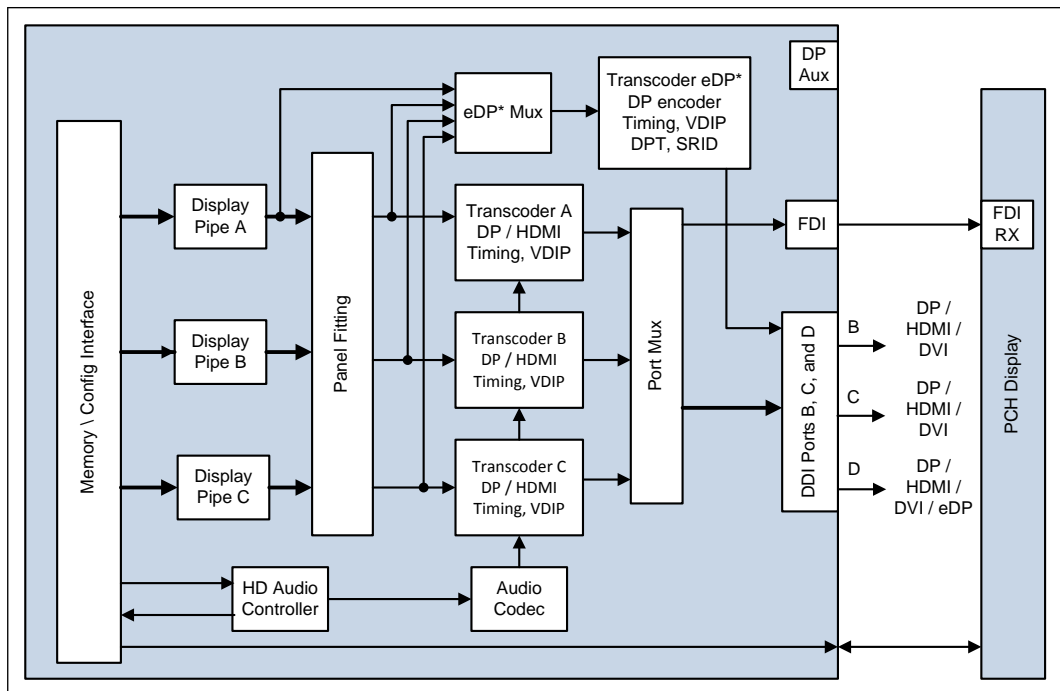 DP
Aux
Transcoder eDP*
DP encoder
Timing, VDIP
DPT, SRID
eDP* Mux
Memory \ Config Interface
Display
Pipe A
Display
Pipe B
Display
Pipe C
Panel Fitting
Transcoder A
DP / HDMI
Timing, VDIP
Transcoder B
DP / HDMI
Timing, VDIP
Transcoder C
DP / HDMI
Timing, VDIP
HD Audio
Controller
Audio
Codec
Port Mux
FDI
FDI
RX
DDI Ports B, C, and D
B
DP /
HDMI /
DVI
C
DP /
HDMI /
DVI
D
DP /
HDMI /
DVI / eDP
PCH Display